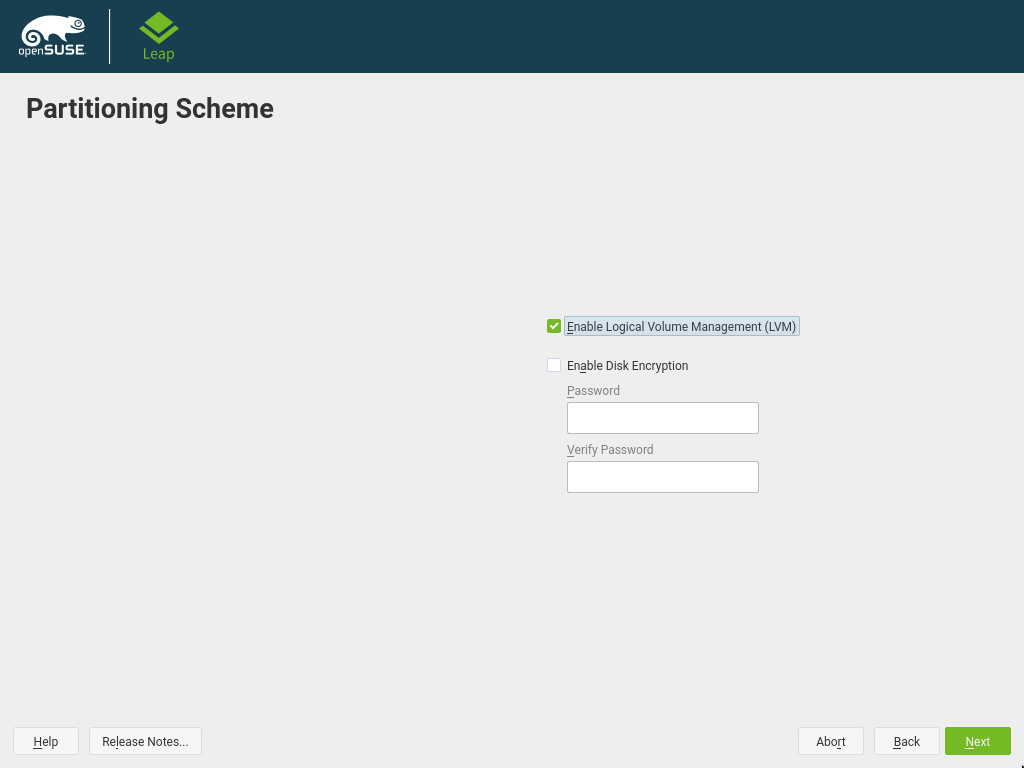 openSUSE
Leap
Partitioning Scheme
Enable Logical Volume Management (LVM)
Enable Disk Encryption
Password
Verify Password
Help
Release Notes...
Abort
Back
Next